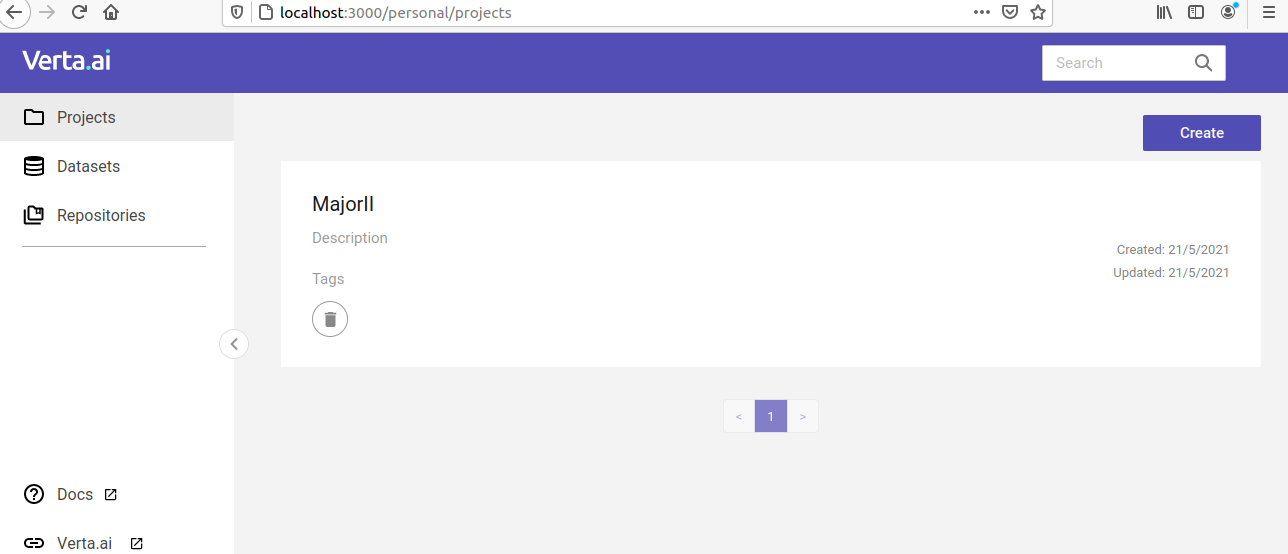 localhost:3000/personal/projects
Verta.ai
Search
Projects
Datasets
Repositories
Create
MajorII
Description
Created: 21/5/2021
Updated: 21/5/2021
Tags
< 1 >
Docs
Verta.ai